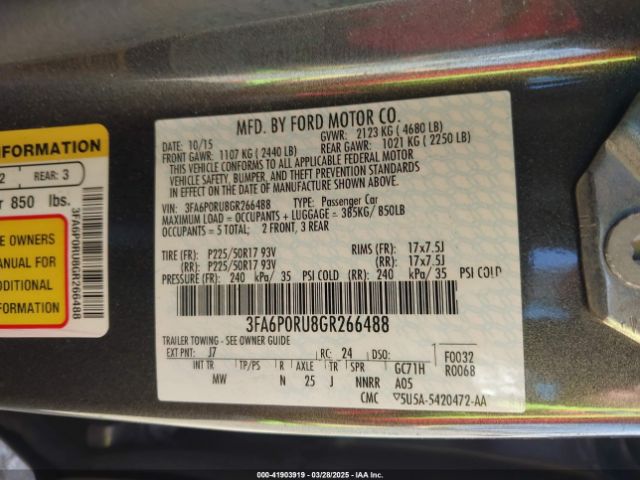 NFORMATION
2 REAR: 3
r 850 lbs.
E OWNERS
ANUAL FOR
DITIONAL
ORMATION
3FA6P0RU8GR266488
MFD. BY FORD MOTOR CO.
DATE: 10/15 GVWR: 2123 KG ( 4680 LB)
FRONT GAWR: 1107 KG ( 2440 LB) REAR GAWR: 1021 KG ( 2250 LB)
THIS VEHICLE CONFORMS TO ALL APPLICABLE FEDERAL MOTOR
VEHICLE SAFETY, BUMPER, AND THEFT PREVENTION STANDARDS
IN EFFECT ON THE DATE OF MANUFACTURE SHOWN ABOVE.
VIN: 3FA6P0RU8GR266488 TYPE: Passenger Car
MAXIMUM LOAD = OCCUPANTS + LUGGAGE = 385KG/ 850LB
OCCUPANTS = 5 TOTAL; 2 FRONT, 3 REAR
TIRE (FR): P225/50R17 93V RIMS (FR): 17x7.5J
(RR): P225/50R17 93V (RR): 17x7.5J
PRESSURE (FR) 240 kPa/ 35 PSI COLD (RR) 240 kPa/ 35 PSI COLD
3FA6P0RU8GR266488
TRAILER TOWING - SEE OWNER GUIDE
EXT PNT: J7 RC: 24 DSO: F0032
INT TR TP/PS R AXLE TR SPR GC71H R0068
MW N 25 J NNRR A05
CMC ▽5U5A-5420472-AA
000-41903919 | 03/28/2025 | IAA Inc.